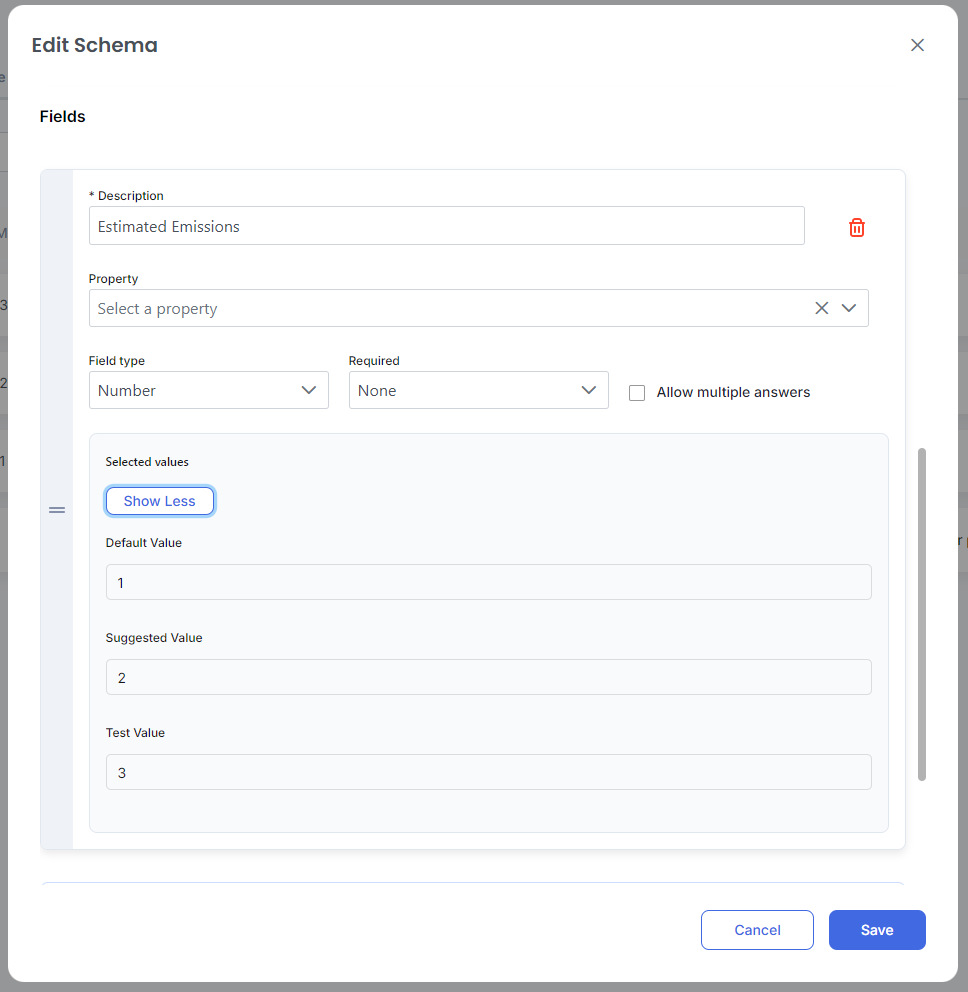 Edit Schema
Fields
* Description
Estimated Emissions
Property
Select a property
Field type
Required
Number
None
Allow multiple answers
Selected values
Show Less
Default Value
1
Suggested Value
2
Test Value
3
Cancel
Save